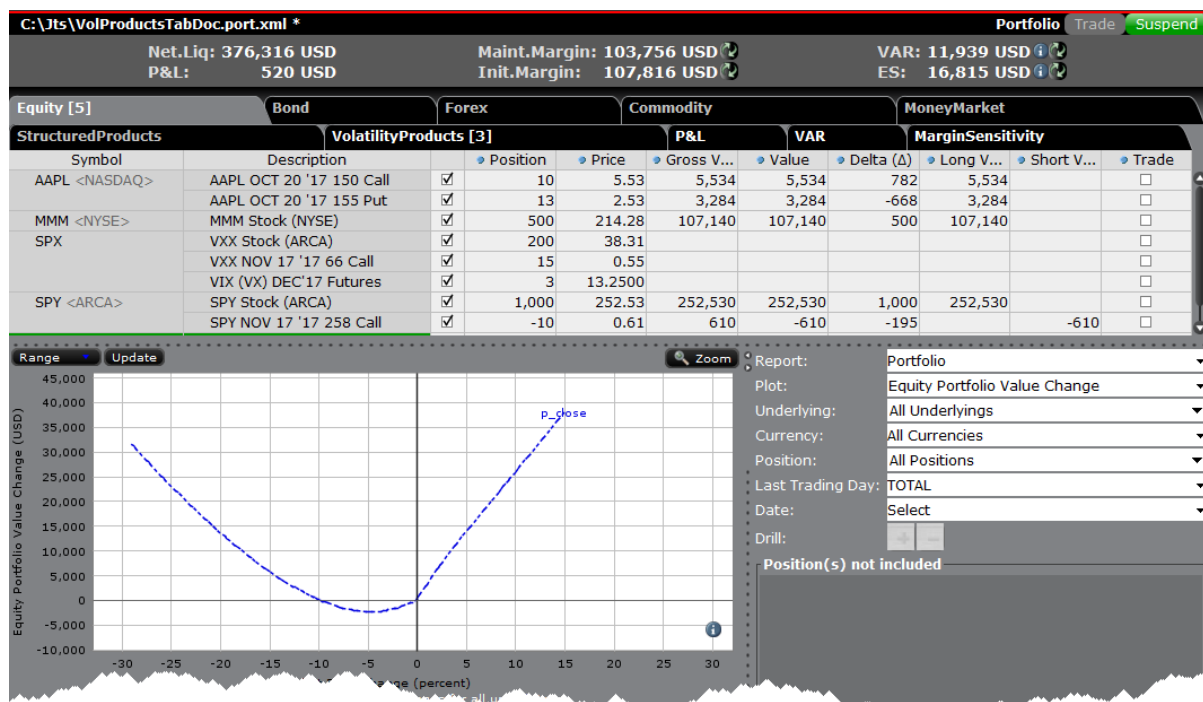 C:\Jts\VolProductsTabDoc.port.xml * Portfolio Trade Suspend
Net.Liq: 376,316 USD Maint.Margin: 103,756 USD VAR: 11,939 USD
P&L: 520 USD Init.Margin: 107,816 USD ES: 16,815 USD
Equity [5] Bond Forex Commodity MoneyMarket
StructuredProducts VolatilityProducts [3] P&L VAR MarginSensitivity
Symbol Description Position Price Gross V... Value Delta (Δ) Long V... Short V... Trade
AAPL <NASDAQ> AAPL OCT 20 '17 150 Call 10 5.53 5,534 5,534 782 5,534
AAPL OCT 20 '17 155 Put 13 2.53 3,284 3,284 -668 3,284
MMM <NYSE> MMM Stock (NYSE) 500 214.28 107,140 107,140 500 107,140
SPX VXX Stock (ARCA) 200 38.31
VXX NOV 17 '17 66 Call 15 0.55
VIX (VX) DEC'17 Futures 3 13.2500
SPY <ARCA> SPY Stock (ARCA) 1,000 252.53 252,530 252,530 1,000 252,530
SPY NOV 17 '17 258 Call -10 0.61 610 -610 -195 -610
Range Update Zoom
Equity Portfolio Value Change (USD)
45,000
40,000
35,000
30,000
25,000
20,000
15,000
10,000
5,000
0
-5,000
-10,000
p_close
-30 -25 -20 -15 -10 -5 0 5 10 15 20 25 30
(percent)
Report: Portfolio
Plot: Equity Portfolio Value Change
Underlying: All Underlyings
Currency: All Currencies
Position: All Positions
Last Trading Day: TOTAL
Date: Select
Drill: + -
Position(s) not included